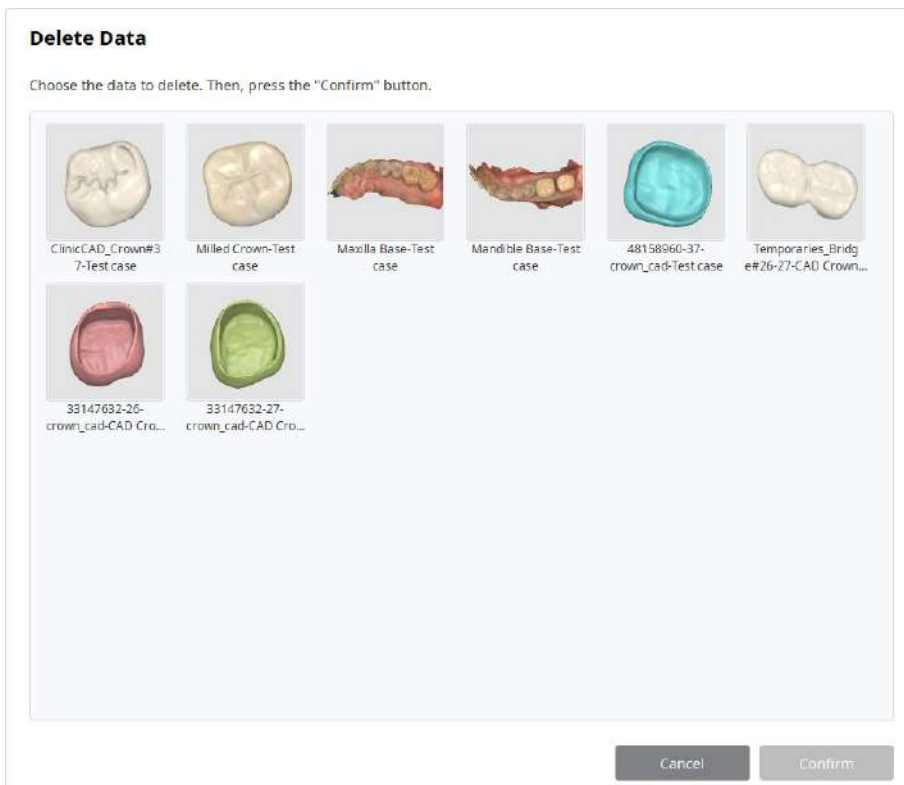 Delete Data
Choose the data to delete. Then, press the "Confirm" button.
ClinicCAD_Crown#3
7-Test case
Milled Crown-Test
case
Maxilla Base-Test
case
Mandible Base-Test
case
48158960-37-
crown_cad-Test case
Temporaries_Bridg
e#26-27-CAD Crown...
33147632-26-
crown_cad-CAD Cro...
33147632-27-
crown_cad-CAD Cro...
Cancel
Confirm